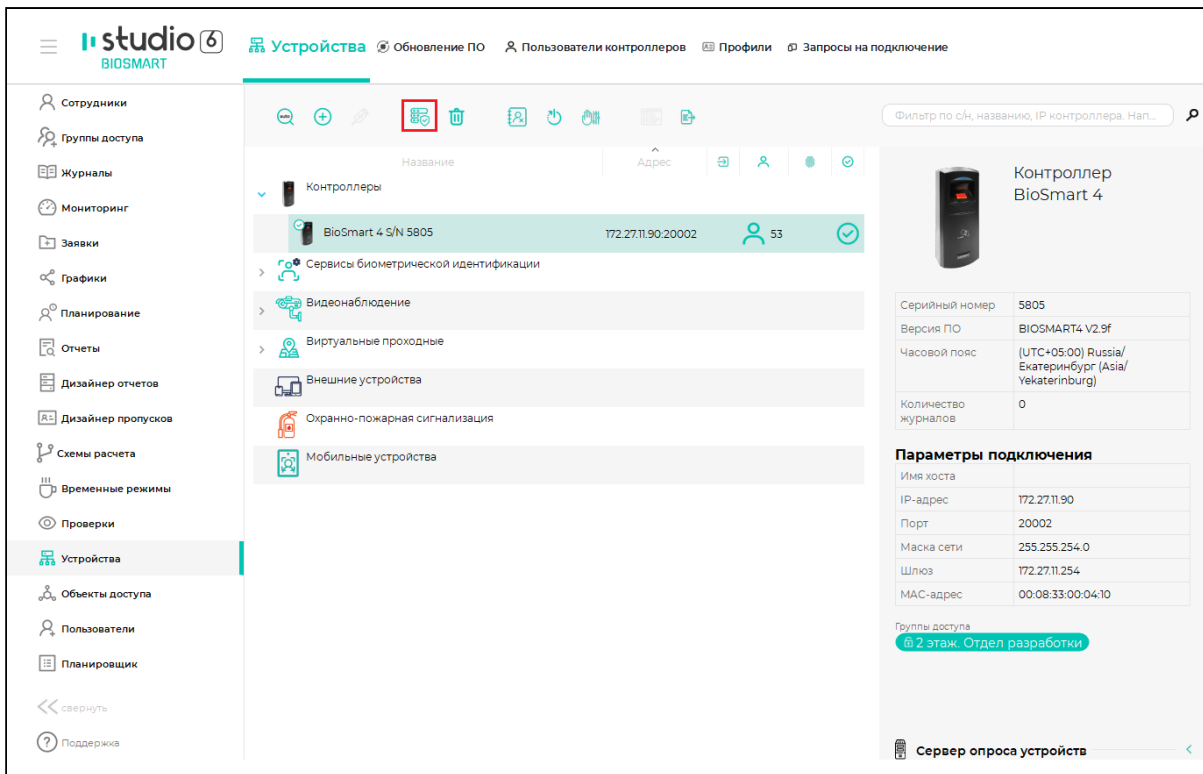 studio 6
BIOSMART
Устройства
Обновление ПО
Пользователи контроллеров
Профили
Запросы на подключение
Сотрудники
Группы доступа
Журналы
Мониторинг
Заявки
Графики
Планирование
Отчеты
Дизайнер отчетов
Дизайнер пропусков
Схемы расчета
Временные режимы
Проверки
Устройства
Объекты доступа
Пользователи
Планировщик
свернуть
Поддержка
auto
Фильтр по с/н, названию, IP контроллера. Нап...
Название Адрес
Контроллеры
BioSmart 4 S/N 5805 172.27.11.90:20002 53
Сервисы биометрической идентификации
Видеонаблюдение
Виртуальные проходные
Внешние устройства
Охранно-пожарная сигнализация
Мобильные устройства
Контроллер
BioSmart 4
Серийный номер 5805
Версия ПО BIOSMART4 V2.9f
Часовой пояс (UTC+05:00) Russia/
Екатеринбург (Asia/
Yekaterinburg)
Количество 0
журналов
Параметры подключения
Имя хоста
IP-адрес 172.27.11.90
Порт 20002
Маска сети 255.255.254.0
Шлюз 172.27.11.254
MAC-адрес 00:08:33:00:04:10
Группы доступа
2 этаж. Отдел разработки
Сервер опроса устройств